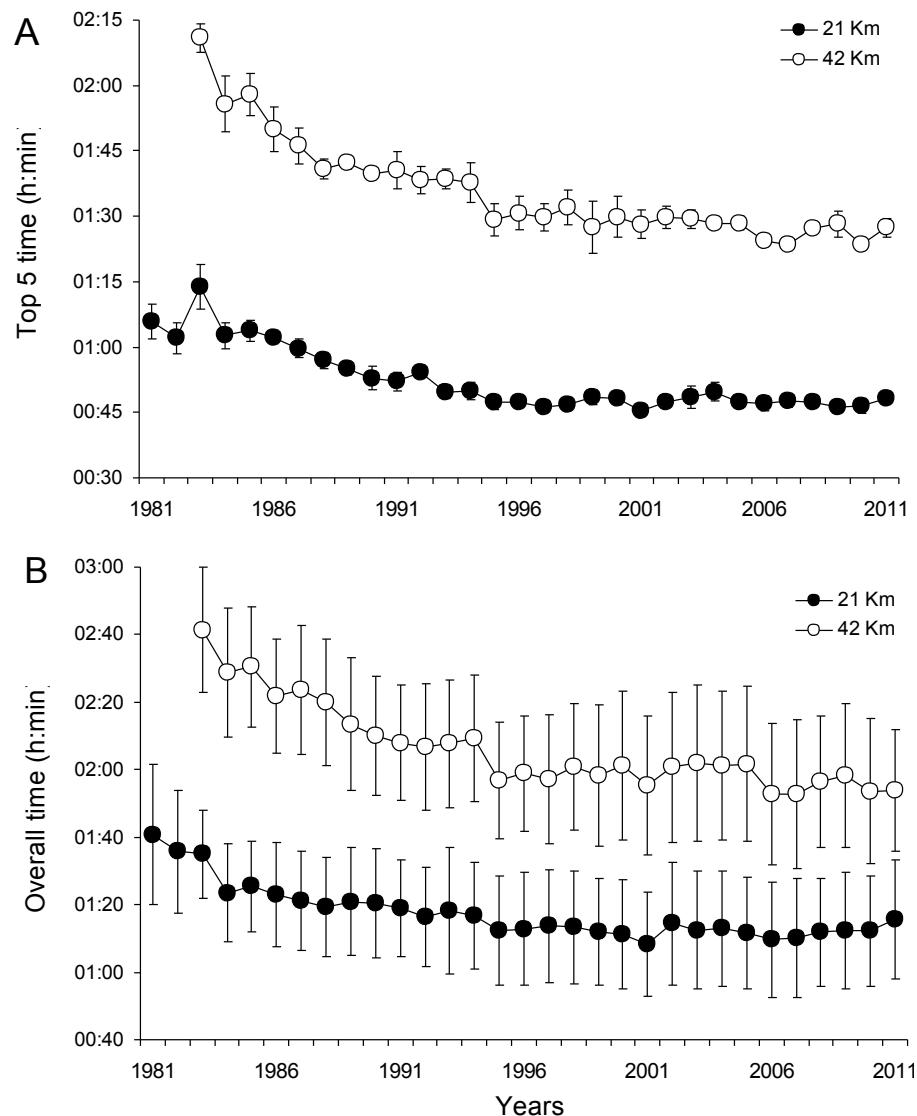 A
02:15
02:00
01:45
01:30
01:15
01:00
00:45
00:30
Top 5 time (h:min)
21 Km
42 Km
1981 1986 1991 1996 2001 2006 2011
B
03:00
02:40
02:20
02:00
01:40
01:20
01:00
00:40
Overall time (h:min)
21 Km
42 Km
1981 1986 1991 1996 2001 2006 2011
Years